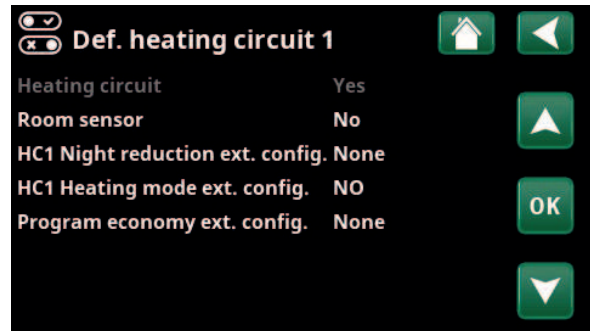 Def. heating circuit 1
Heating circuit Yes
Room sensor No
HC1 Night reduction ext. config. None
HC1 Heating mode ext. config. NO
Program economy ext. config. None
OK